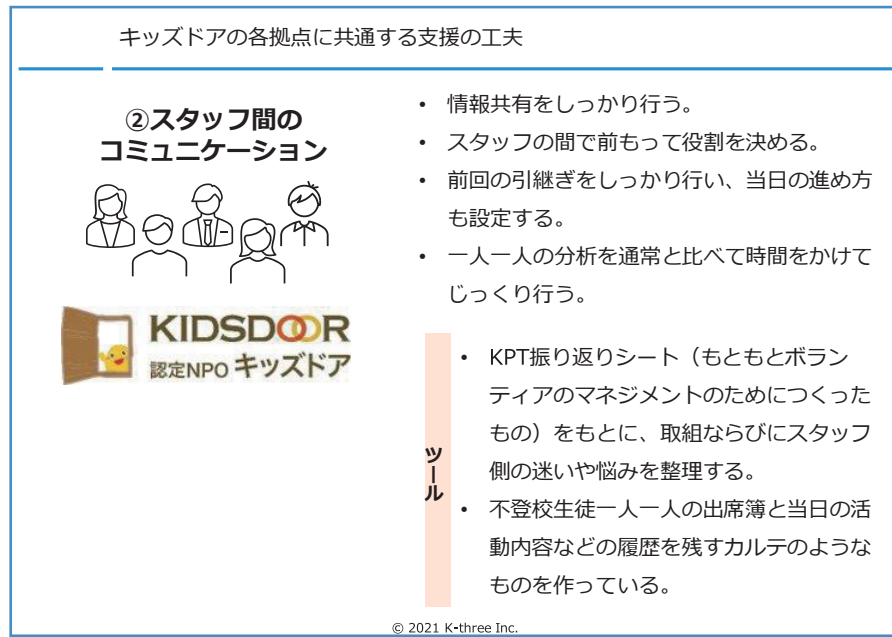 キッズドアの各拠点に共通する支援の工夫
②スタッフ間の
コミュニケーション
KIDSDOOR
認定NPO キッズドア
• 情報共有をしっかり行う。
• スタッフの間で前もって役割を決める。
• 前回の引継ぎをしっかり行い、当日の進め方
も設定する。
• 一人一人の分析を通常と比べて時間をかけて
じっくり行う。
ツール
• KPT振り返りシート（もともとボラン
ティアのマネジメントのためにつくった
もの）をもとに、取組ならびにスタッフ
側の迷いや悩みを整理する。
• 不登校生徒一人一人の出席簿と当日の活
動内容などの履歴を残すカルテのような
ものを作っている。
© 2021 K-three Inc.